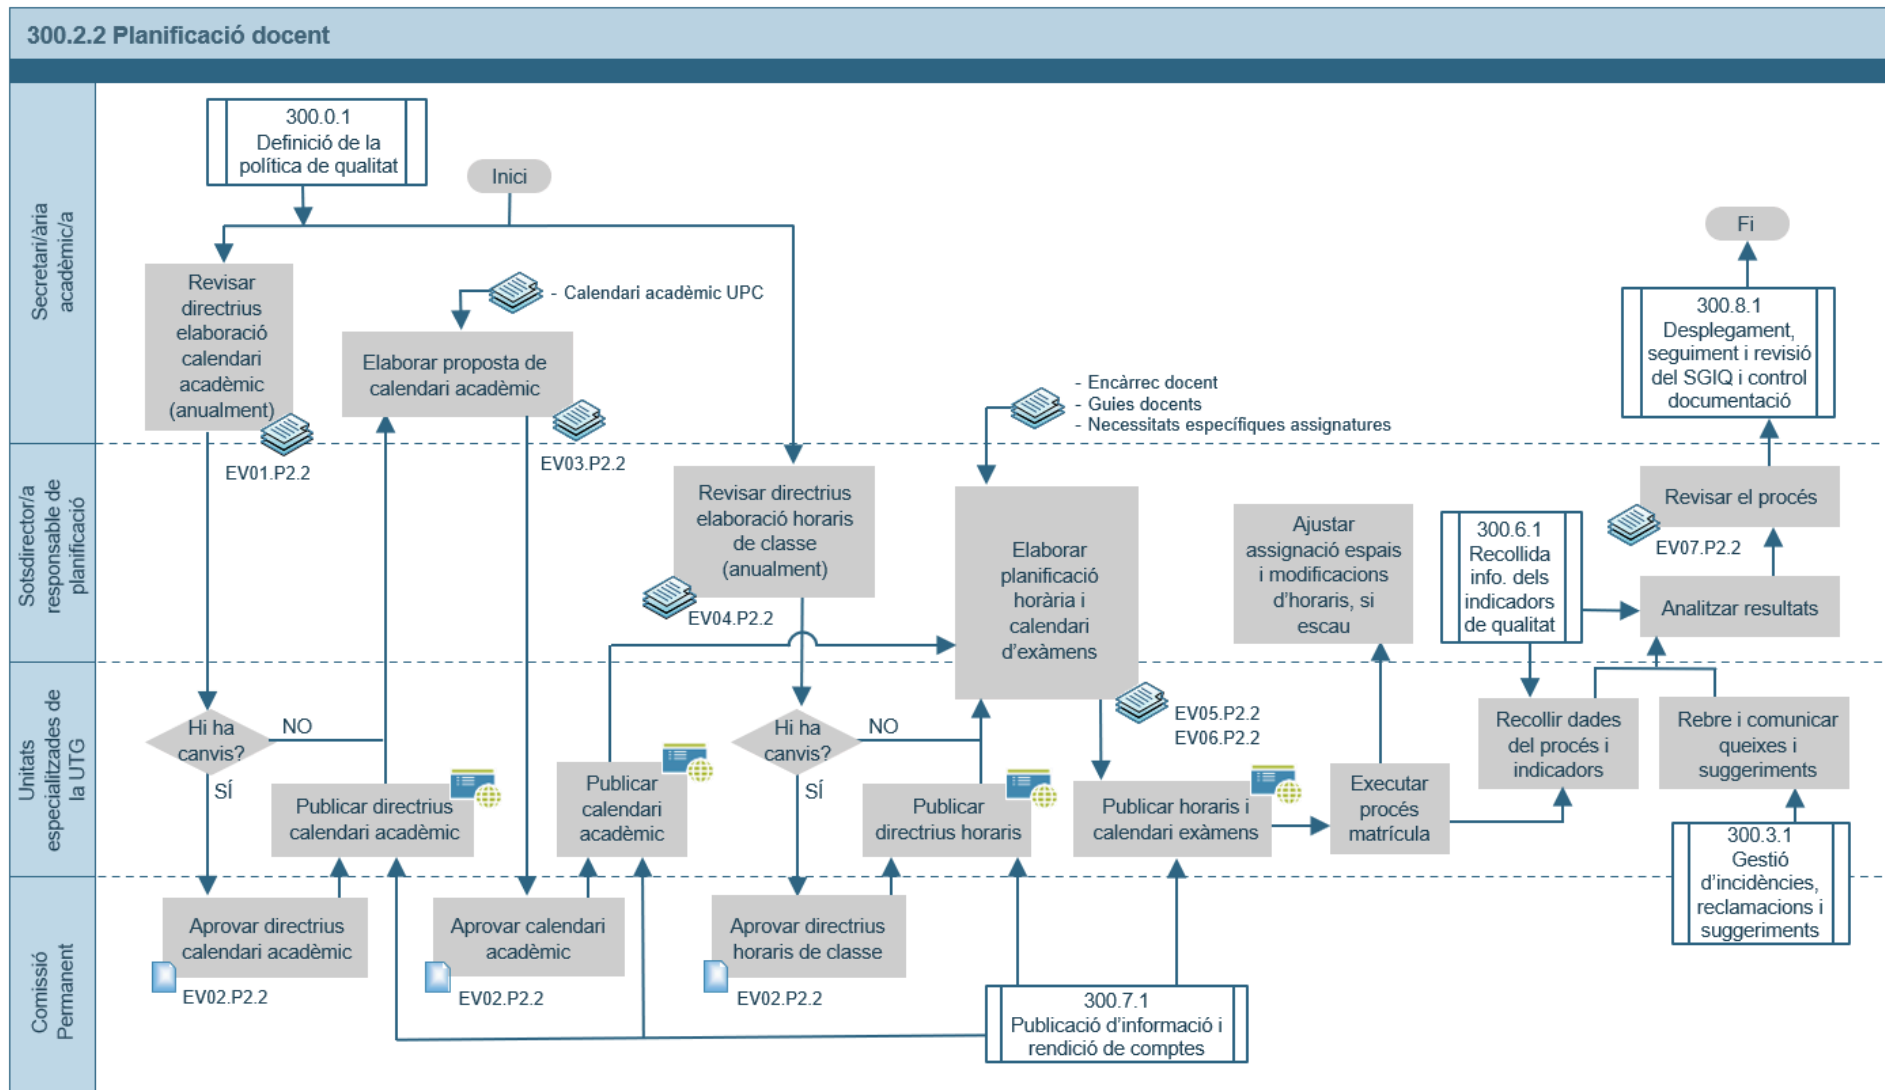 300.2.2 Planificació docent
Secretari/ària
acadèmic/a
300.0.1
Definició de la
política de qualitat
Inici
Revisar
directrius
elaboració
calendari
acadèmic
(anualment)
EV01.P2.2
- Calendari acadèmic UPC
Elaborar proposta de
calendari acadèmic
EV03.P2.2
- Encàrrec docent
- Guies docents
- Necessitats específiques assignatures
Fi
300.8.1
Desplegament,
seguiment i revisió
del SGIQ i control
documentació
Sotsdirector/a
responsable de
planificació
Revisar directrius
elaboració horaris
de classe
(anualment)
EV04.P2.2
Elaborar
planificació
horària i
calendari
d'exàmens
EV05.P2.2
EV06.P2.2
Ajustar
assignació espais
i modificacions
d'horaris, si
escau
300.6.1
Recollida
info. dels
indicadors
de qualitat
Revisar el procés
EV07.P2.2
Analitzar resultats
Unitats
especialitzades de
la UTG
Hi ha
canvis?
NO
SÍ
Publicar directrius
calendari acadèmic
Publicar
calendari
acadèmic
Hi ha
canvis?
NO
SÍ
Publicar
directrius horaris
Publicar horaris i
calendari exàmens
Executar
procés
matrícula
Recollir dades
del procés i
indicadors
Rebre i comunicar
queixes i
suggeriments
300.3.1
Gestió
d'incidències,
reclamacions i
suggeriments
Comissió
Permanent
Aprovar directrius
calendari acadèmic
EV02.P2.2
Aprovar calendari
acadèmic
EV02.P2.2
Aprovar directrius
horaris de classe
EV02.P2.2
300.7.1
Publicació d'informació i
rendició de comptes